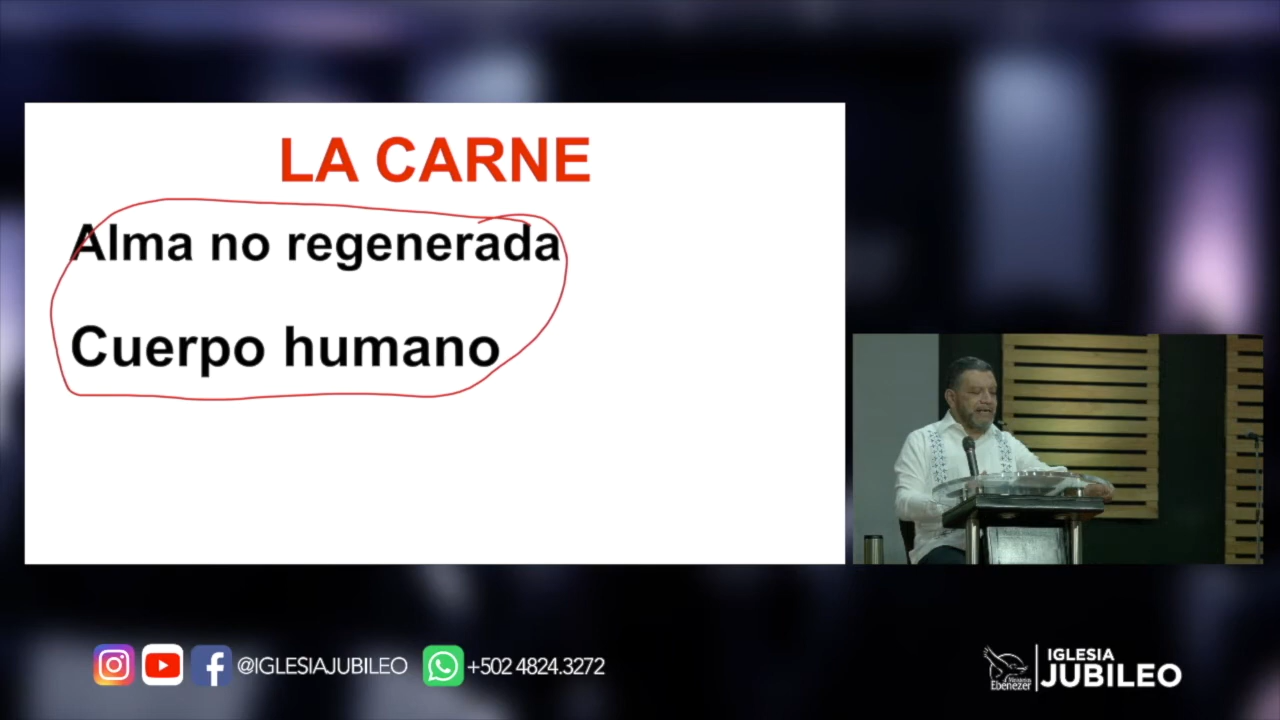 LA CARNE
Alma no regenerada
Cuerpo humano
@IGLESIAJUBILEO
+502 4824.3272
Ministerios
Ebenezer
IGLESIA
JUBILEO